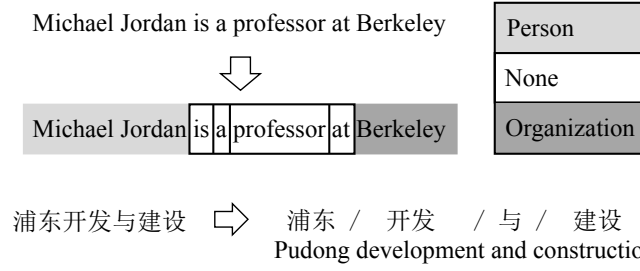 Michael Jordan is a professor at Berkeley
Person
None
Organization
Michael Jordan is a professor at Berkeley
浦东开发与建设 浦东 / 开发 / 与 / 建设
Pudong development and constructio